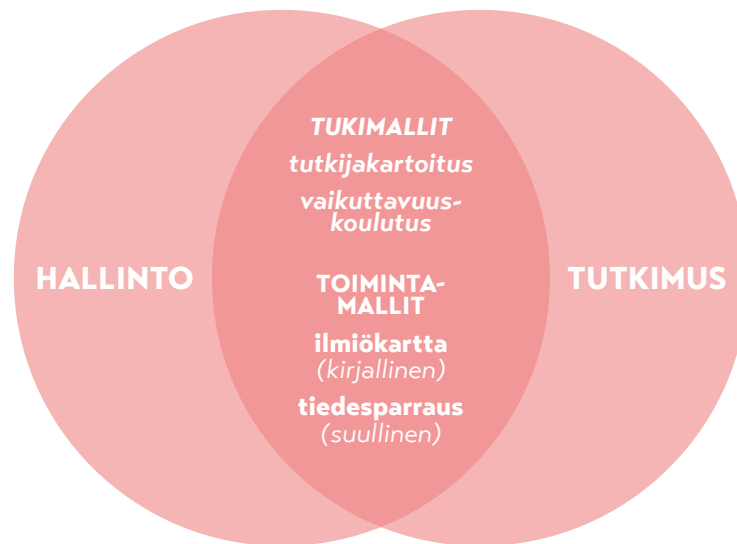 TUKIMALLIT
tutkijakartoitus
vaikuttavuus-
koulutus
HALLINTO
TOIMINTA-
MALLIT
TUTKIMUS
ilmiökartta
(kirjallinen)
tiedesparraus
(suullinen)